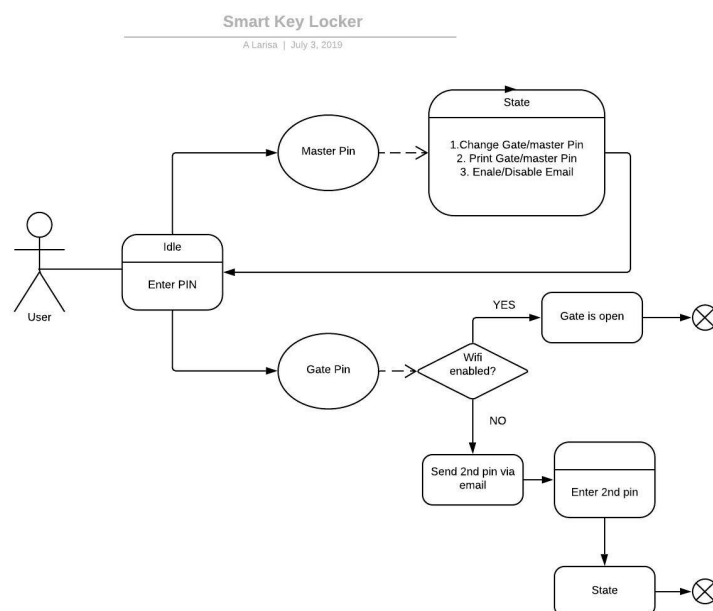 Smart Key Locker
A Larisa | July 3, 2019
State
Master Pin
1.Change Gate/master Pin
2. Print Gate/master Pin
3. Enale/Disable Email
Idle
Enter PIN
User
YES
Gate is open
Gate Pin
Wifi
enabled?
NO
Send 2nd pin via
email
Enter 2nd pin
State